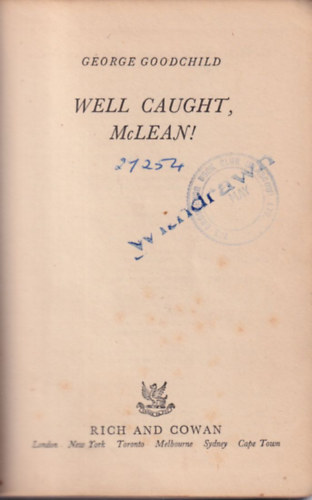 GEORGE GOODCHILD
WELL CAUGHT,
McLEAN!
21254
Withdrawn
RICH AND COWAN
London New York Toronto Melbourne Sydney Cape Town